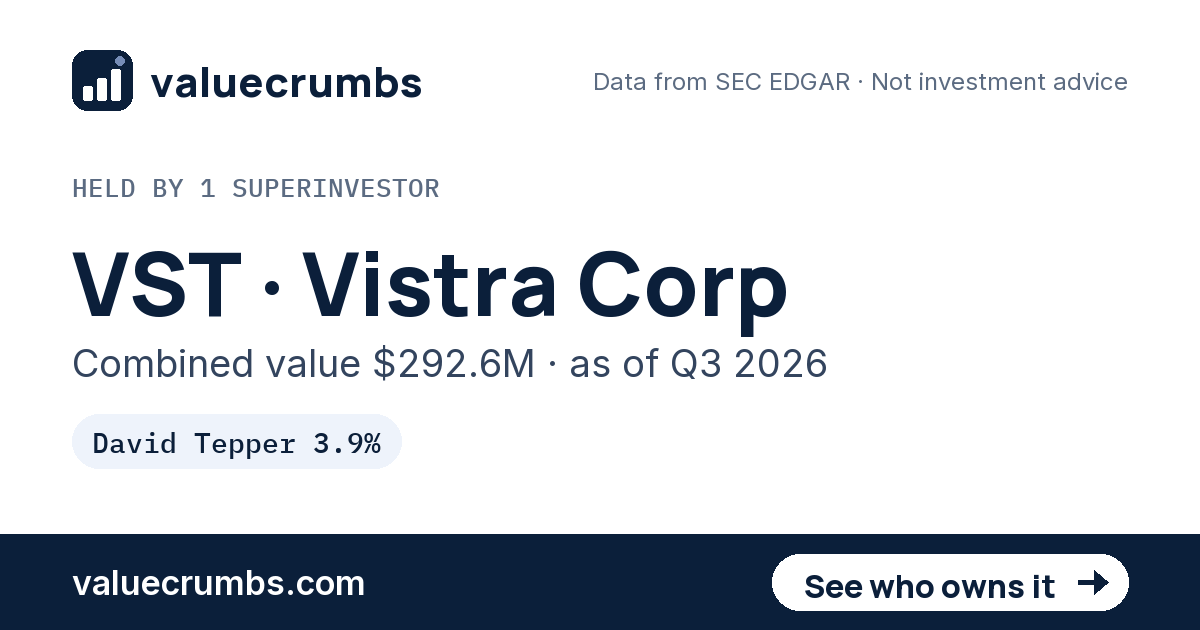 valuecrumbs
Data from SEC EDGAR · Not investment advice
HELD BY 1 SUPERINVESTOR
VST · Vistra Corp
Combined value $292.6M · as of Q3 2026
David Tepper 3.9%
valuecrumbs.com
See who owns it →